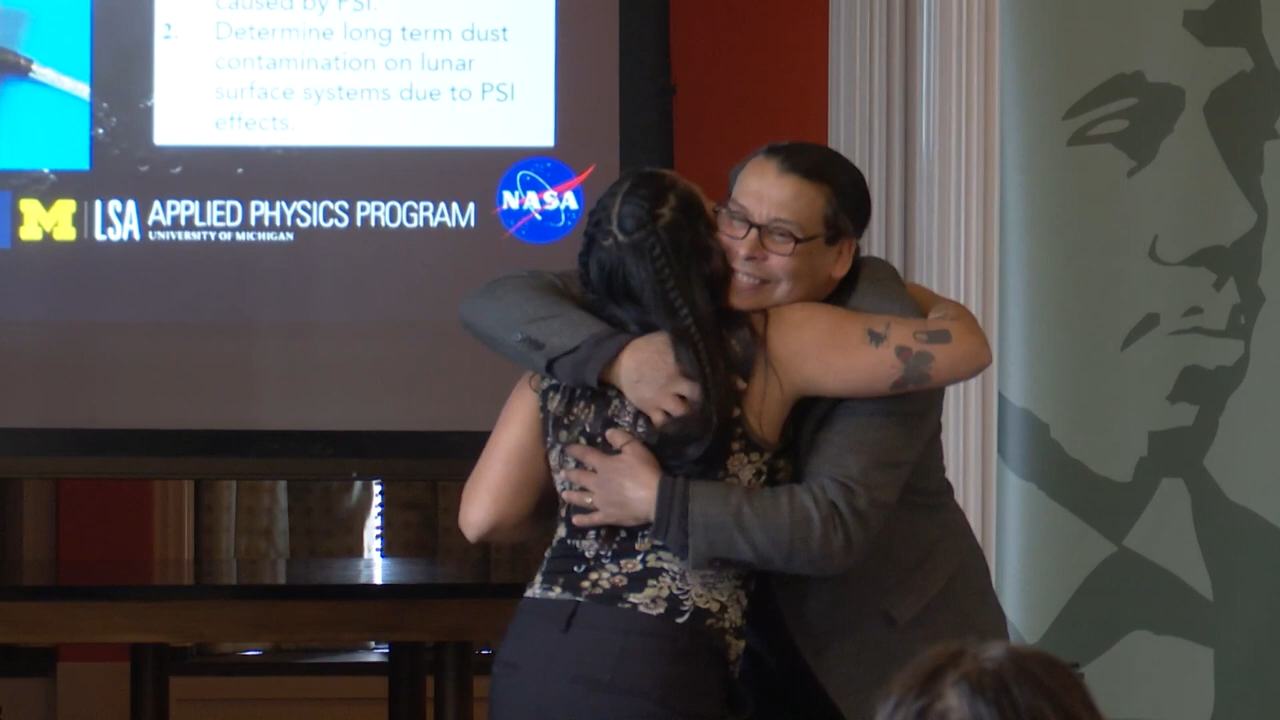 caused by PSI.
2. Determine long term dust
contamination on lunar
surface systems due to PSI
effects.
M LSA APPLIED PHYSICS PROGRAM
UNIVERSITY OF MICHIGAN
NASA